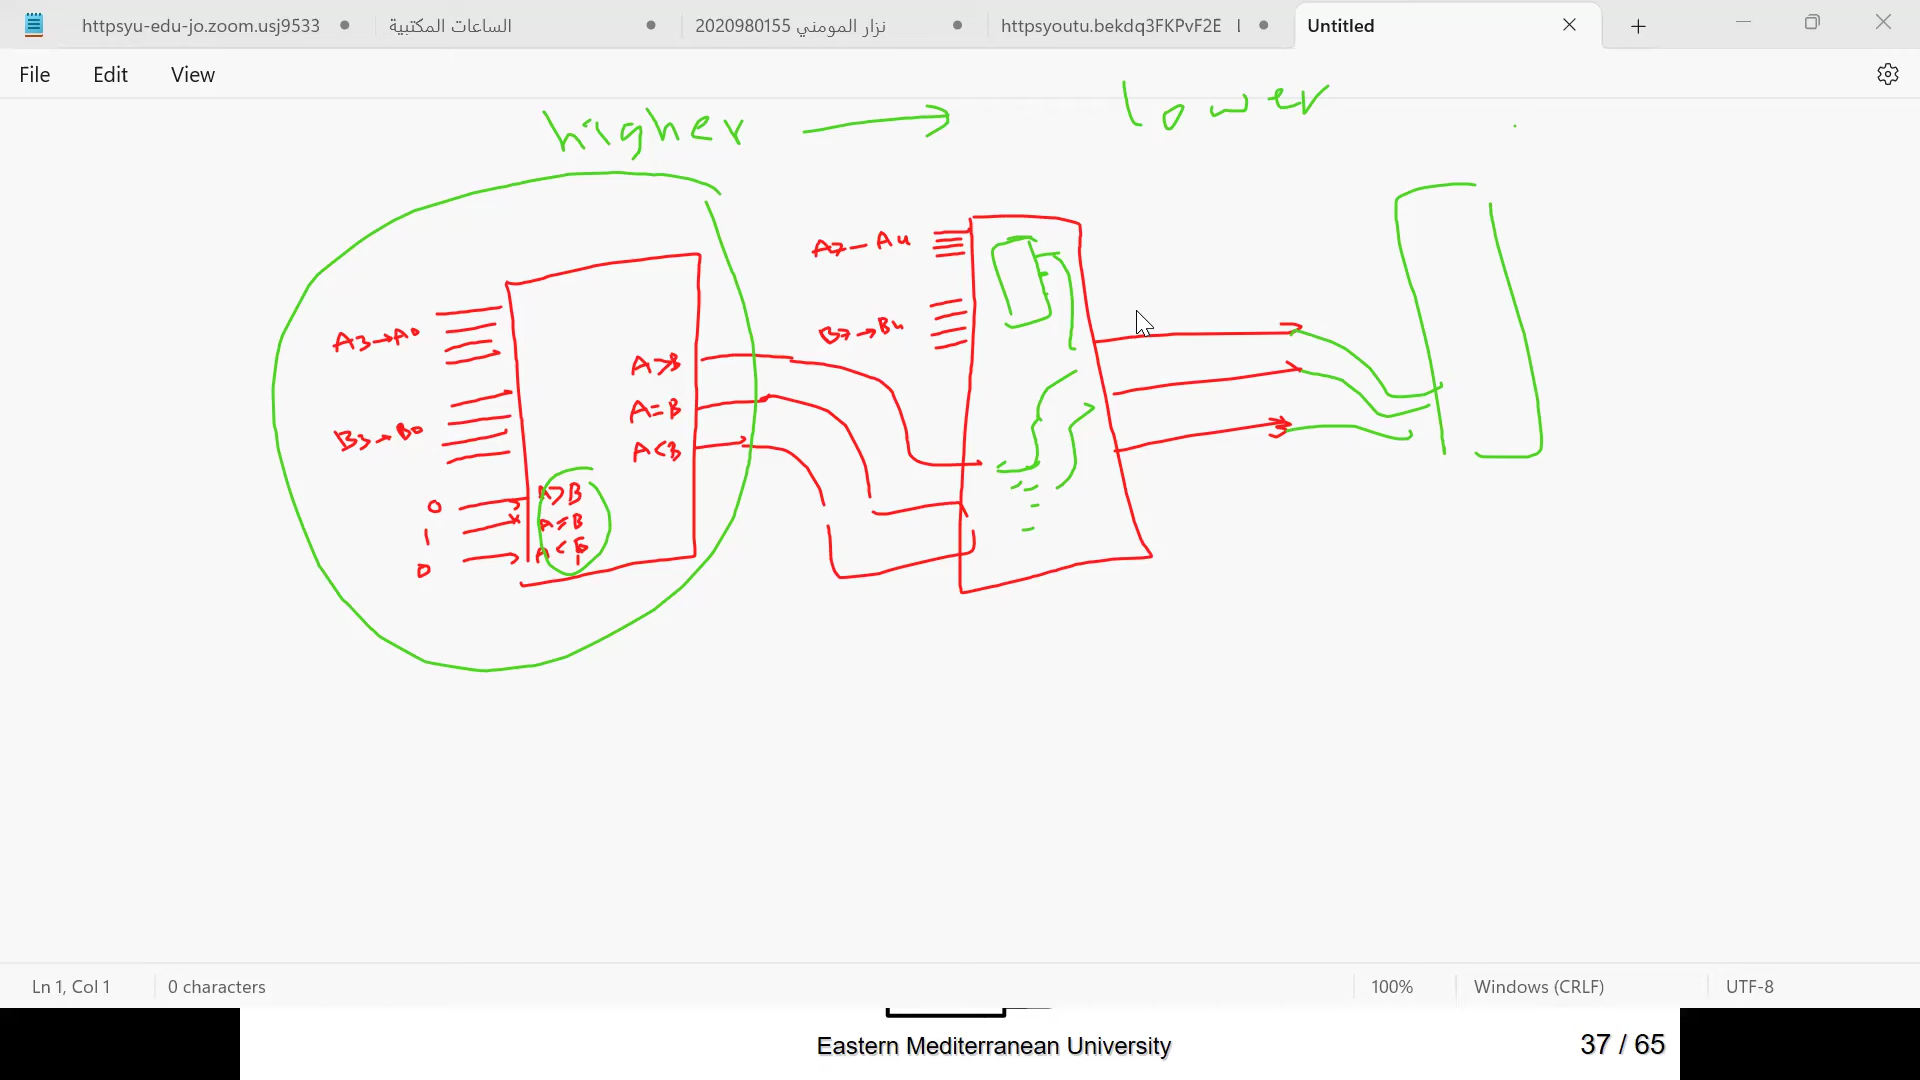 httpsyu-edu-jo.zoom.usj9533
الساعات المكتبية
نزار المومني 2020980155
httpsyoutu.bekdq3FKPvF2E
Untitled
File Edit View
higher → lower
A7-A4
A3→A0
B7→B4
A>B
A=B
B3→B0
A<B
0 A>B
1 A=B
0 A<B
Ln 1, Col 1
0 characters
100%
Windows (CRLF)
UTF-8
Eastern Mediterranean University
37 / 65